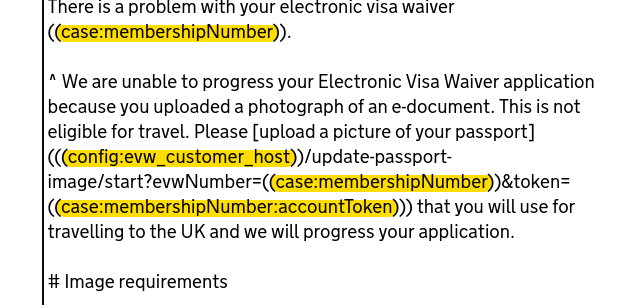 There is a problem with your electronic visa waiver
((case:membershipNumber)).
^ We are unable to progress your Electronic Visa Waiver application
because you uploaded a photograph of an e-document. This is not
eligible for travel. Please [upload a picture of your passport]
(((config:evw_customer_host))/update-passport-
image/start?evwNumber=((case:membershipNumber))&token=
((case:membershipNumber:accountToken))) that you will use for
travelling to the UK and we will progress your application.
# Image requirements